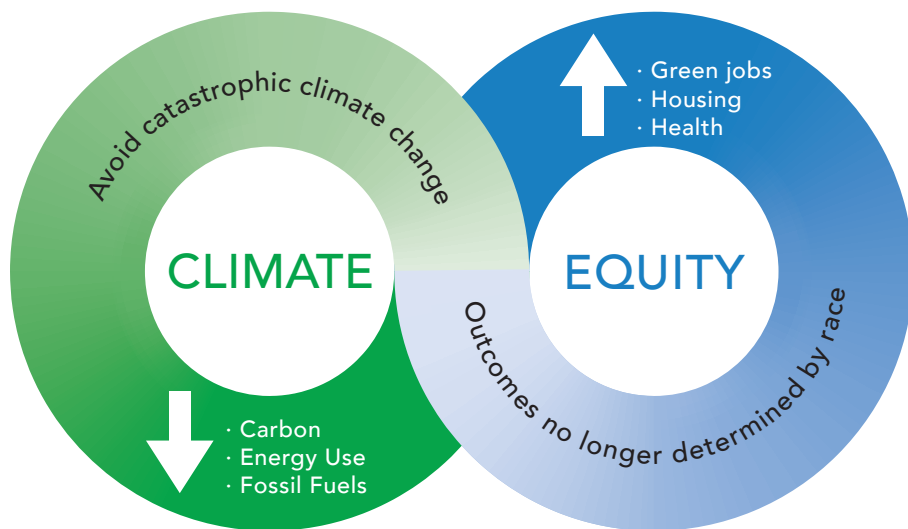 Avoid catastrophic climate change
CLIMATE
· Carbon
· Energy Use
· Fossil Fuels
· Green jobs
· Housing
· Health
EQUITY
Outcomes no longer determined by race